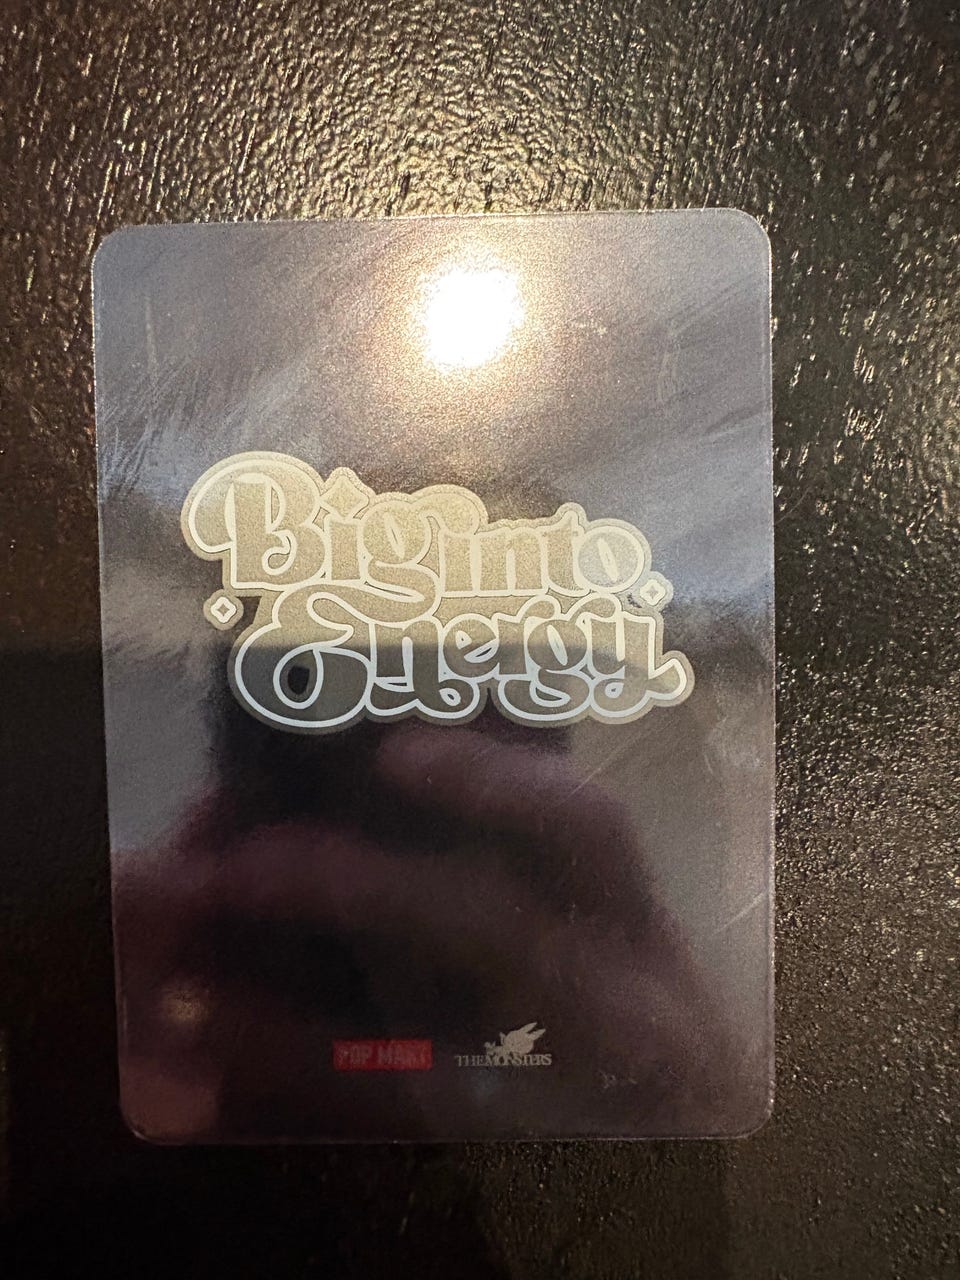 Big into
Energy
POP MART
THE MONSTERS